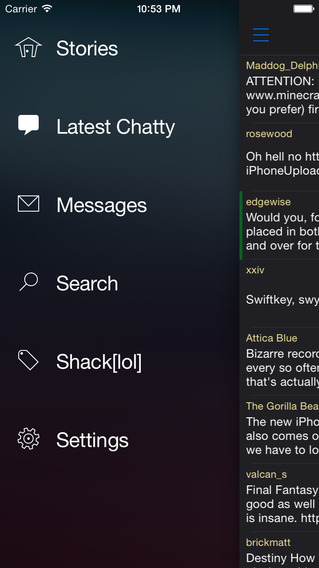 Carrier 10:53 PM
Stories
Latest Chatty
Messages
Search
Shack[lol]
Settings
Maddog_Delph
ATTENTION:
www.minecra
you prefer) fir
rosewood
Oh hell no htt
iPhoneUploa
edgewise
Would you, fo
placed in both
and over for t
xxiv
Swiftkey, swy
Attica Blue
Bizarre record
every so often
that's actually
The Gorilla Bea
The new iPho
also comes o
we have to lo
valcan_s
Final Fantasy
good as well
is insane. http
brickmatt
Destiny How